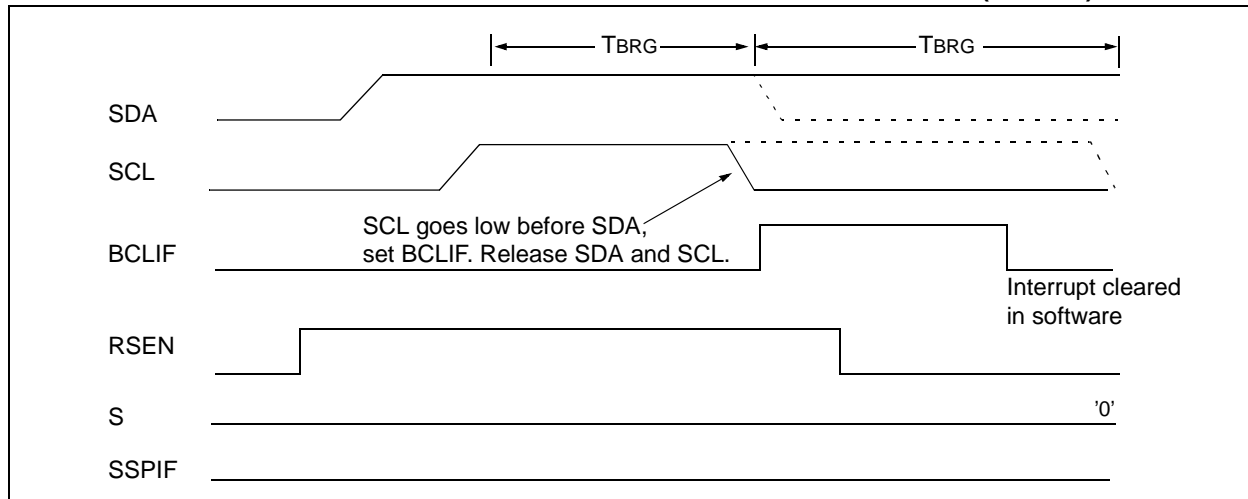 TBRG TBRG
SDA
SCL
SCL goes low before SDA,
set BCLIF. Release SDA and SCL.
BCLIF
Interrupt cleared
in software
RSEN
S '0'
SSPIF